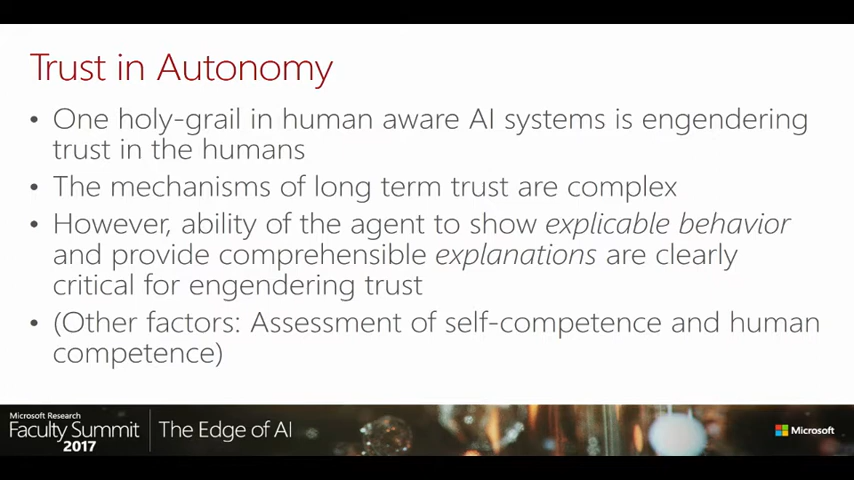 Trust in Autonomy
• One holy-grail in human aware AI systems is engendering
trust in the humans
• The mechanisms of long term trust are complex
• However, ability of the agent to show explicable behavior
and provide comprehensible explanations are clearly
critical for engendering trust
• (Other factors: Assessment of self-competence and human
competence)
Microsoft Research
Faculty Summit
2017
The Edge of AI
Microsoft